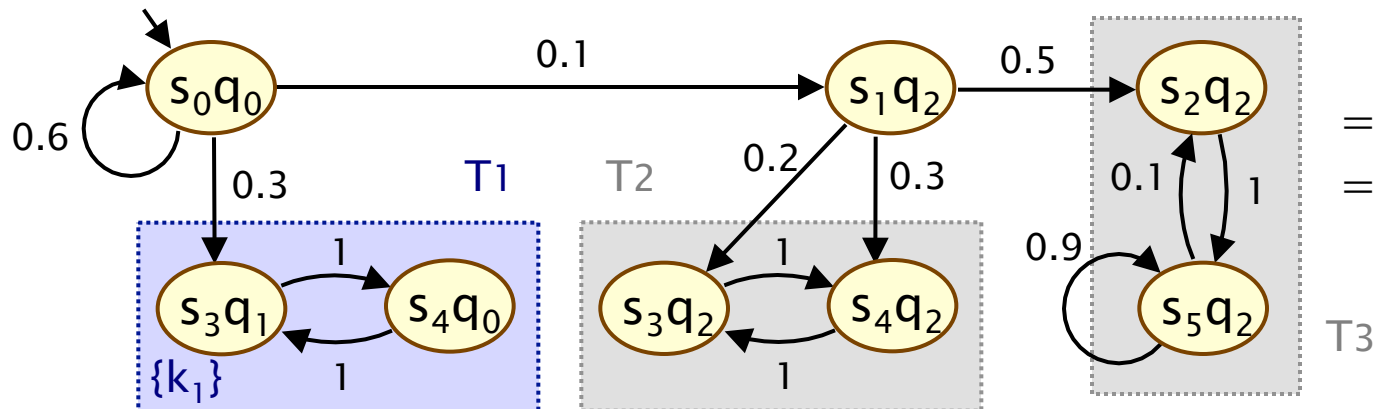 0.1
0.5
s₀q₀
s₁q₂
s₂q₂
=
0.6
0.2
0.3
T1
T2
0.3
0.1
1
=
1
1
0.9
s₃q₁
s₄q₀
s₃q₂
s₄q₂
s₅q₂
T3
{k₁}
1
1